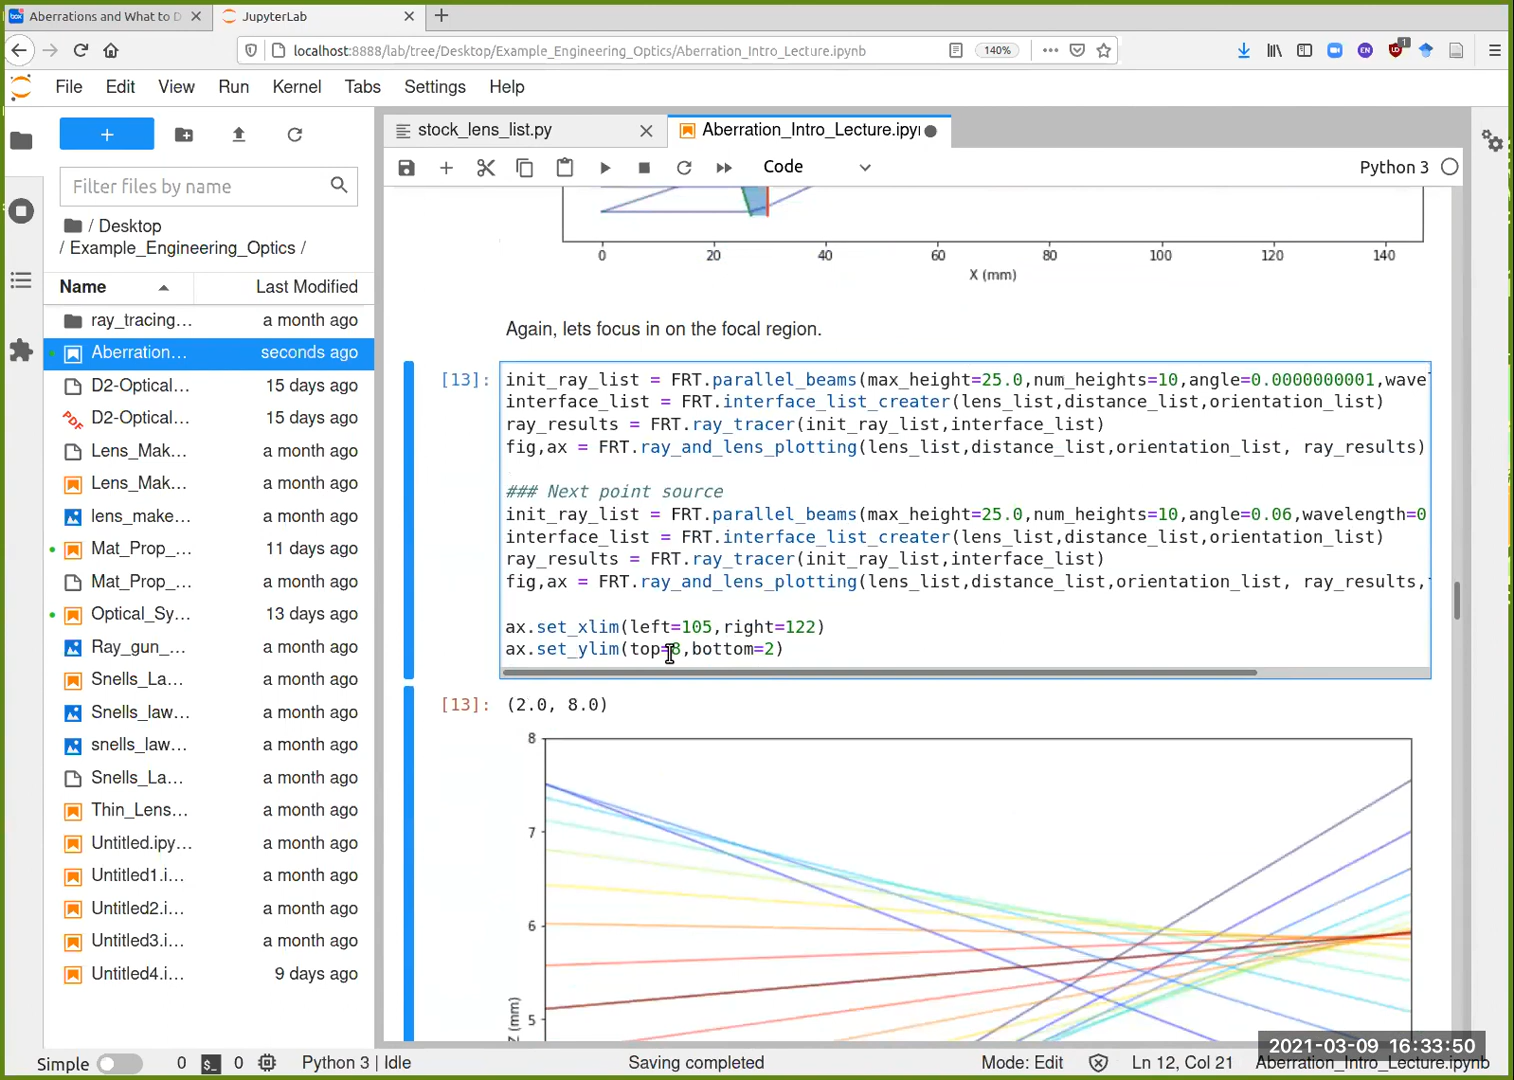 Aberrations and What to D
JupyterLab
localhost:8888/lab/tree/Desktop/Example_Engineering_Optics/Aberration_Intro_Lecture.ipynb
140%
EN
1
File Edit View Run Kernel Tabs Settings Help
Filter files by name
/ Desktop
/ Example_Engineering_Optics /
Name Last Modified
ray_tracing... a month ago
Aberration... seconds ago
D2-Optical... 15 days ago
D2-Optical... 15 days ago
Lens_Mak... a month ago
Lens_Mak... a month ago
lens_make... a month ago
Mat_Prop_... 11 days ago
Mat_Prop_... a month ago
Optical_Sy... 13 days ago
Ray_gun_... a month ago
Snells_La... a month ago
Snells_law... a month ago
snells_law... a month ago
Snells_La... a month ago
Thin_Lens... a month ago
Untitled.ipy... a month ago
Untitled1.i... a month ago
Untitled2.i... a month ago
Untitled3.i... a month ago
Untitled4.i... 9 days ago
stock_lens_list.py
Aberration_Intro_Lecture.ipyn
Code
Python 3
0 20 40 60 80 100 120 140
X (mm)
Again, lets focus in on the focal region.
[13]:
init_ray_list = FRT.parallel_beams(max_height=25.0,num_heights=10,angle=0.0000000001,wave
interface_list = FRT.interface_list_creater(lens_list,distance_list,orientation_list)
ray_results = FRT.ray_tracer(init_ray_list,interface_list)
fig,ax = FRT.ray_and_lens_plotting(lens_list,distance_list,orientation_list, ray_results)
### Next point source
init_ray_list = FRT.parallel_beams(max_height=25.0,num_heights=10,angle=0.06,wavelength=0
interface_list = FRT.interface_list_creater(lens_list,distance_list,orientation_list)
ray_results = FRT.ray_tracer(init_ray_list,interface_list)
fig,ax = FRT.ray_and_lens_plotting(lens_list,distance_list,orientation_list, ray_results,
ax.set_xlim(left=105,right=122)
ax.set_ylim(top=8,bottom=2)
[13]: (2.0, 8.0)
8
7
6
5
Z (mm)
2021-03-09 16:33:50
Simple 0 0 Python 3 | Idle Saving completed Mode: Edit Ln 12, Col 21 Aberration_Intro_Lecture.ipynb